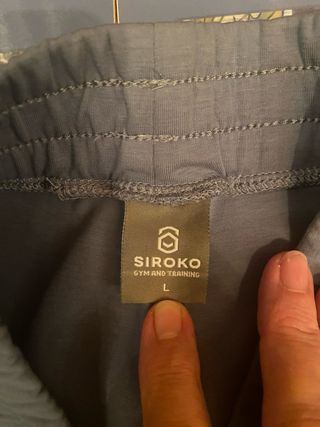 SIROKO
GYM AND TRAINING
L